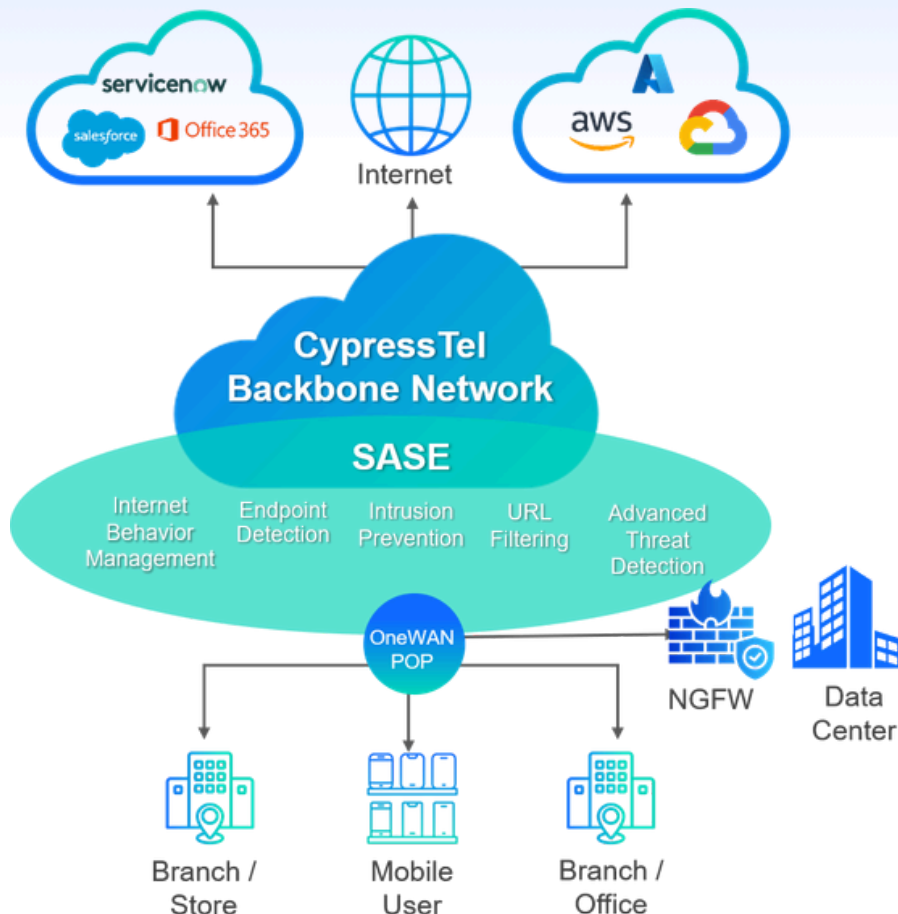 servicenow
salesforce
Office 365
Internet
aws
CypressTel
Backbone Network
SASE
Internet
Behavior
Management
Endpoint
Detection
Intrusion
Prevention
URL
Filtering
Advanced
Threat
Detection
OneWAN
POP
NGFW
Data
Center
Branch /
Store
Mobile
User
Branch /
Office